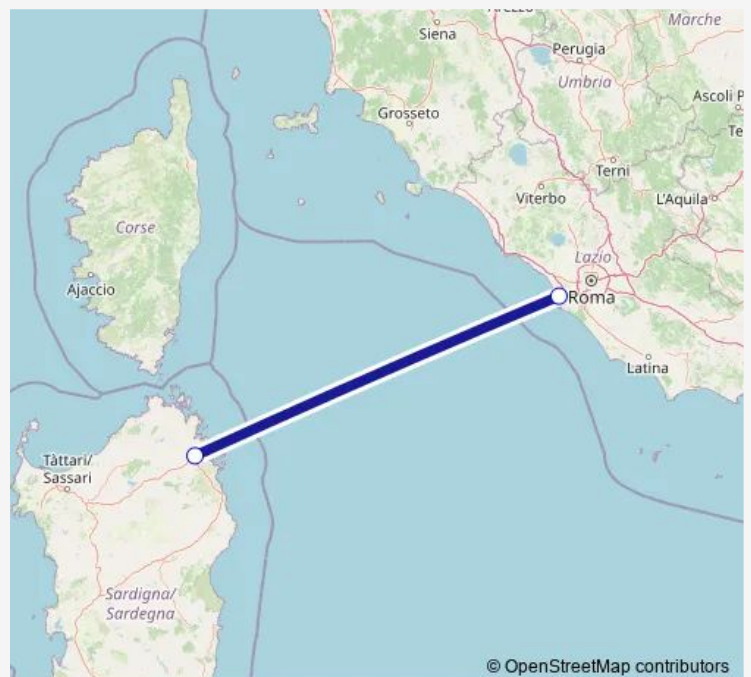 Siena
Marche
Perugia
Umbria
Grosseto
Ascoli P
Te
Terni
Viterbo
L'Aquila
Corse
Lazio
Ajaccio
Roma
Latina
Tàttari/
Sassari
Sardigna/
Sardegna
© OpenStreetMap contributors